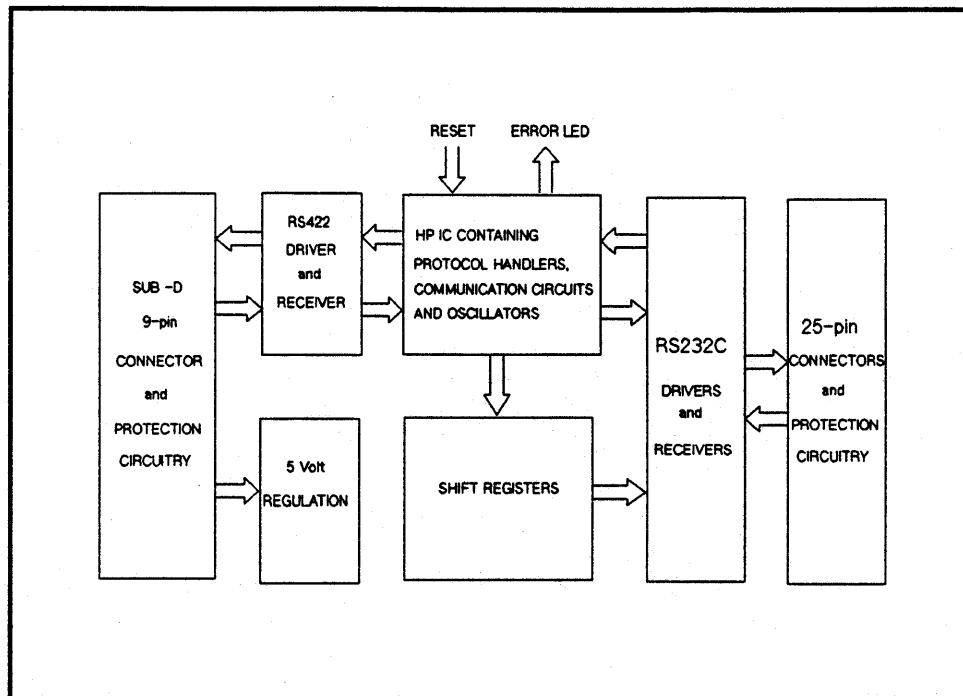 RESET
ERROR LED
SUB -D
9-pin
CONNECTOR
and
PROTECTION
CIRCUITRY
RS422
DRIVER
and
RECEIVER
5 Volt
REGULATION
HP IC CONTAINING
PROTOCOL HANDLERS,
COMMUNICATION CIRCUITS
AND OSCILLATORS
SHIFT REGISTERS
RS232C
DRIVERS
and
RECEIVERS
25-pin
CONNECTORS
and
PROTECTION
CIRCUITRY